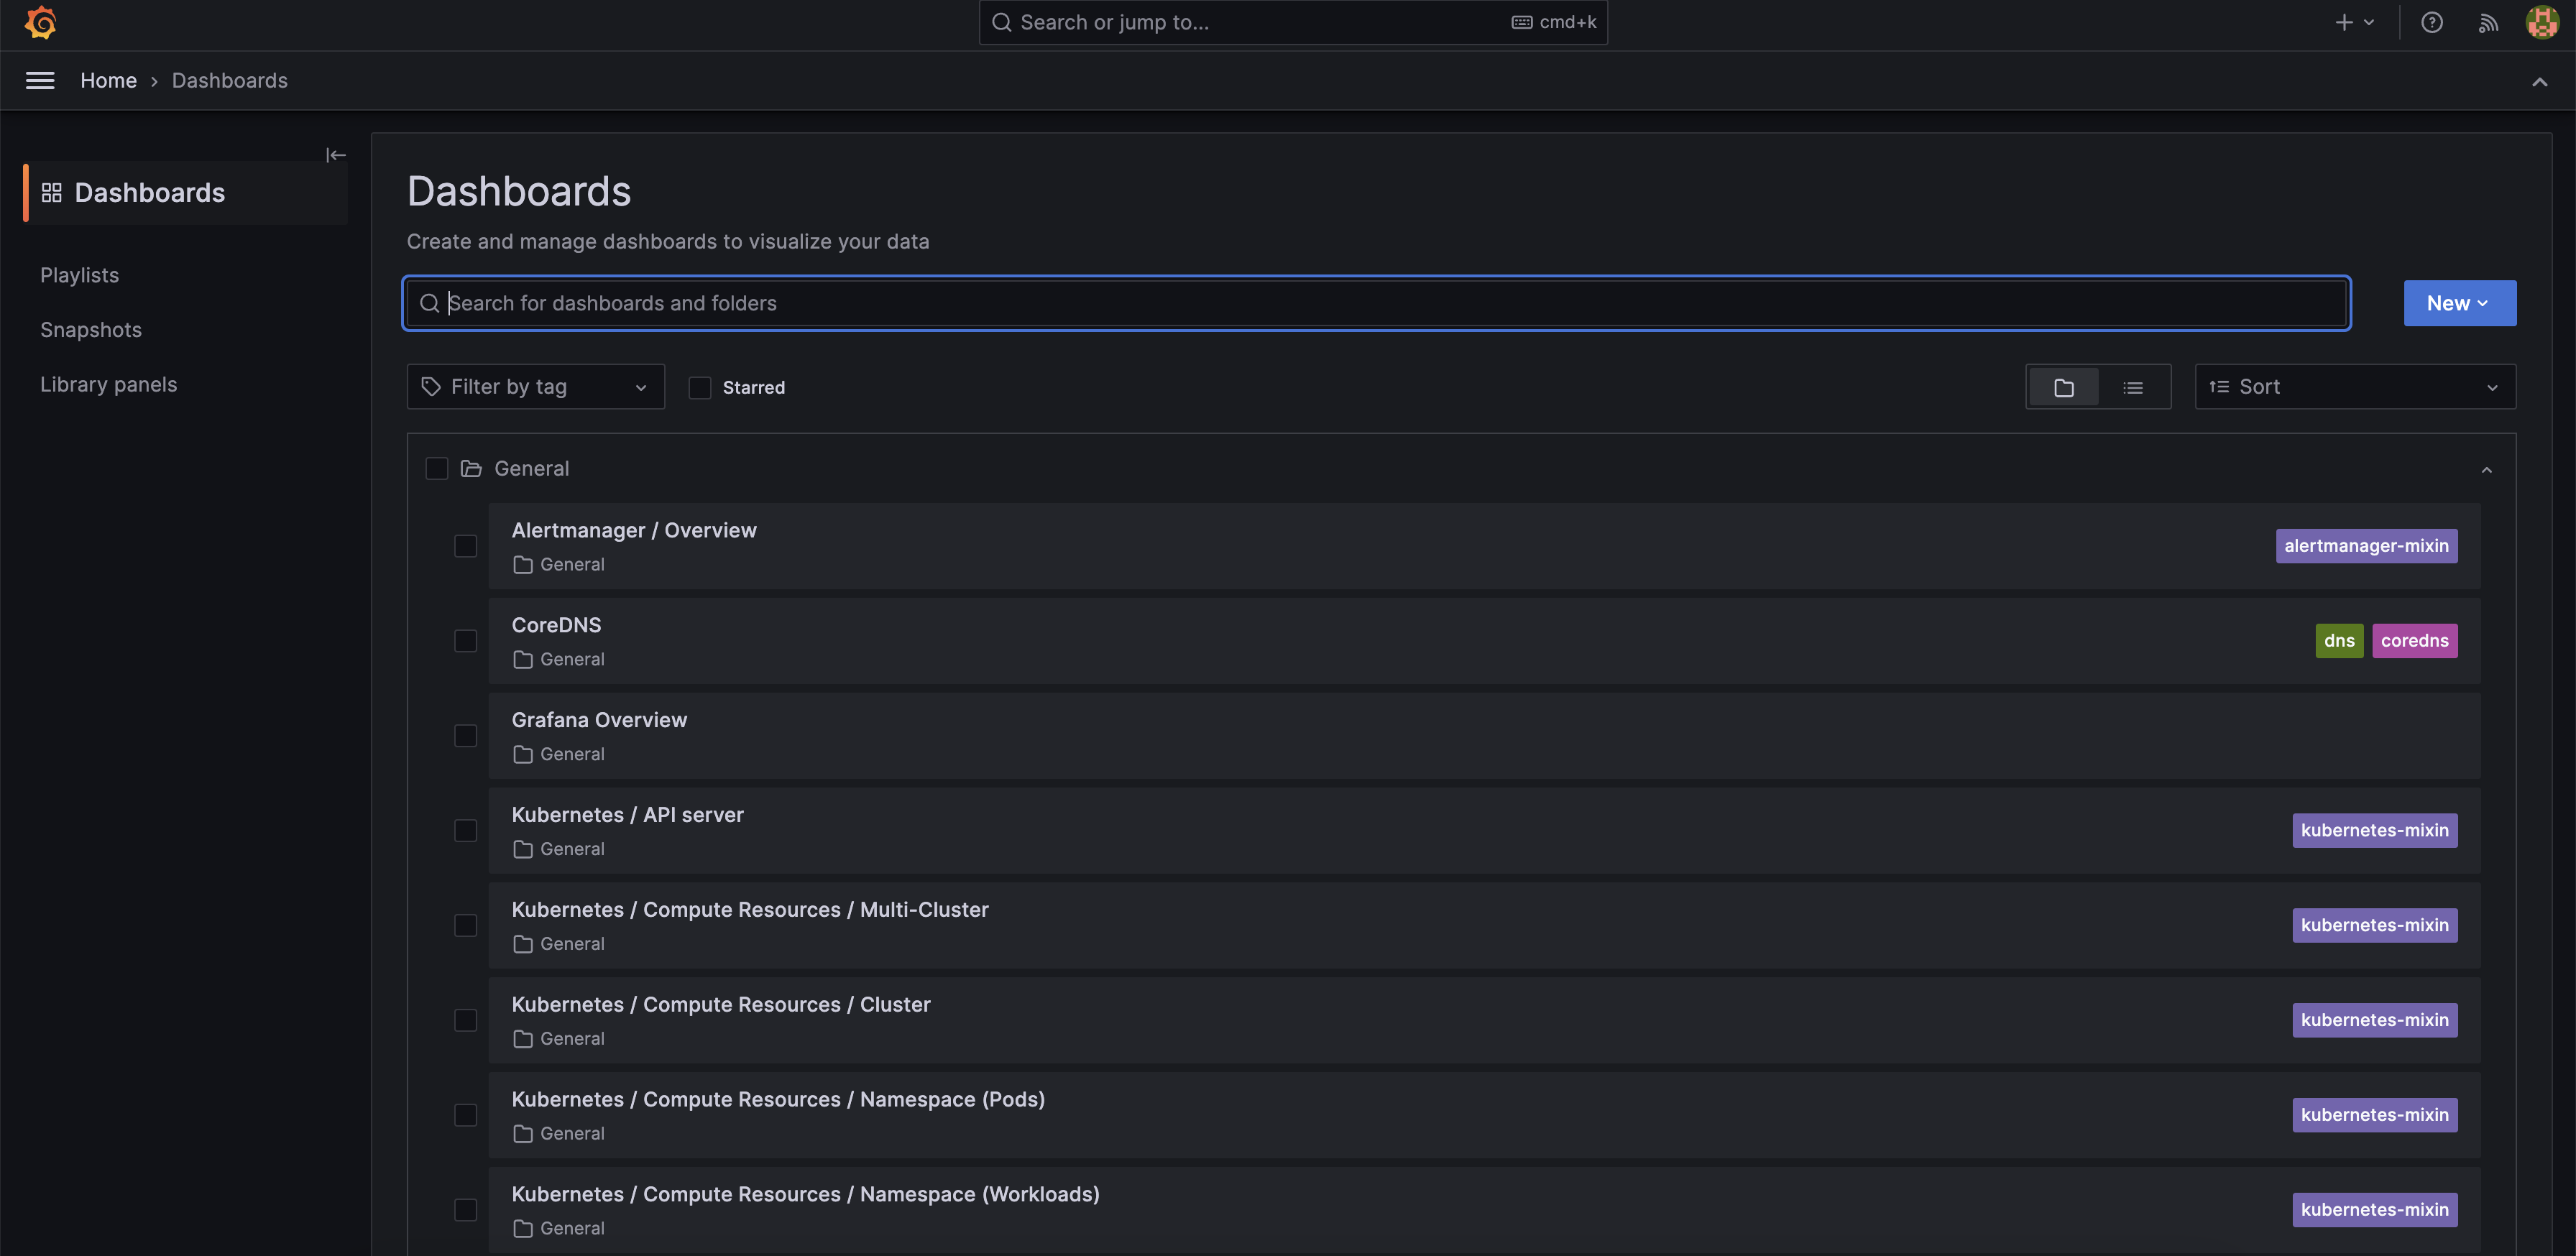 Search or jump to...
cmd+k
Home
Dashboards
Dashboards
Playlists
Snapshots
Library panels
Dashboards
Create and manage dashboards to visualize your data
Search for dashboards and folders
New
Filter by tag
Starred
Sort
General
Alertmanager / Overview
General
alertmanager-mixin
CoreDNS
General
dns
coredns
Grafana Overview
General
Kubernetes / API server
General
kubernetes-mixin
Kubernetes / Compute Resources / Multi-Cluster
General
kubernetes-mixin
Kubernetes / Compute Resources / Cluster
General
kubernetes-mixin
Kubernetes / Compute Resources / Namespace (Pods)
General
kubernetes-mixin
Kubernetes / Compute Resources / Namespace (Workloads)
General
kubernetes-mixin